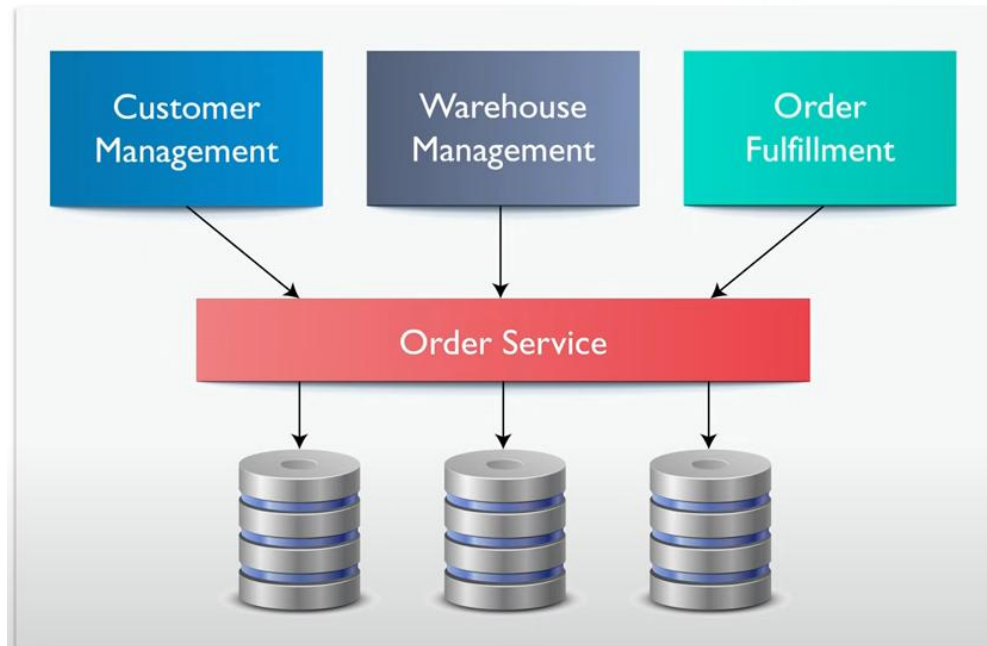 Customer
Management
Warehouse
Management
Order
Fulfillment
Order Service